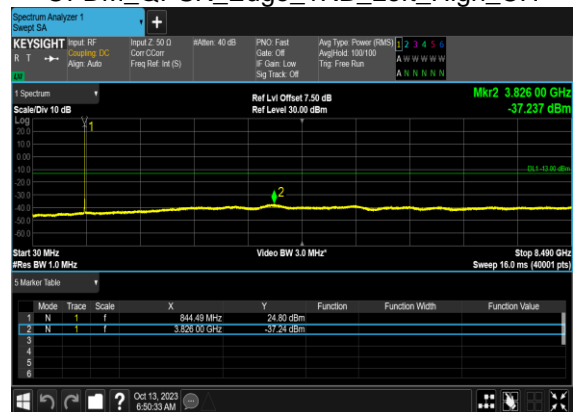 Spectrum Analyzer 1
Swept SA
+
KEYSIGHT Input: RF Input Z: 50 Ω #Atten: 40 dB PNO: Fast Avg Type: Power (RMS) 1 2 3 4 5 6
R T Coupling: DC Corr CCorr Gate: Off Avg|Hold: 100/100 A W W W W W
Align: Auto Freq Ref: Int (S) IF Gain: Low Trig: Free Run
LU Sig Track: Off A N N N N N
1 Spectrum Ref Lvl Offset 7.50 dB Mkr2 3.826 00 GHz
Scale/Div 10 dB Ref Level 30.00 dBm -37.237 dBm
Log
20.0
10.0
0.00
-10.0
-20.0
-30.0
-40.0
-50.0
-60.0
1
DL1 -13.00 dBm
2
Start 30 MHz Video BW 3.0 MHz* Stop 8.490 GHz
#Res BW 1.0 MHz Sweep 16.0 ms (40001 pts)
5 Marker Table
Mode Trace Scale X Y Function Function Width Function Value
1 N 1 f 844.49 MHz 24.80 dBm
2 N 1 f 3.826 00 GHz -37.24 dBm
3
4
5
6
? Oct 13, 2023
6:50:33 AM